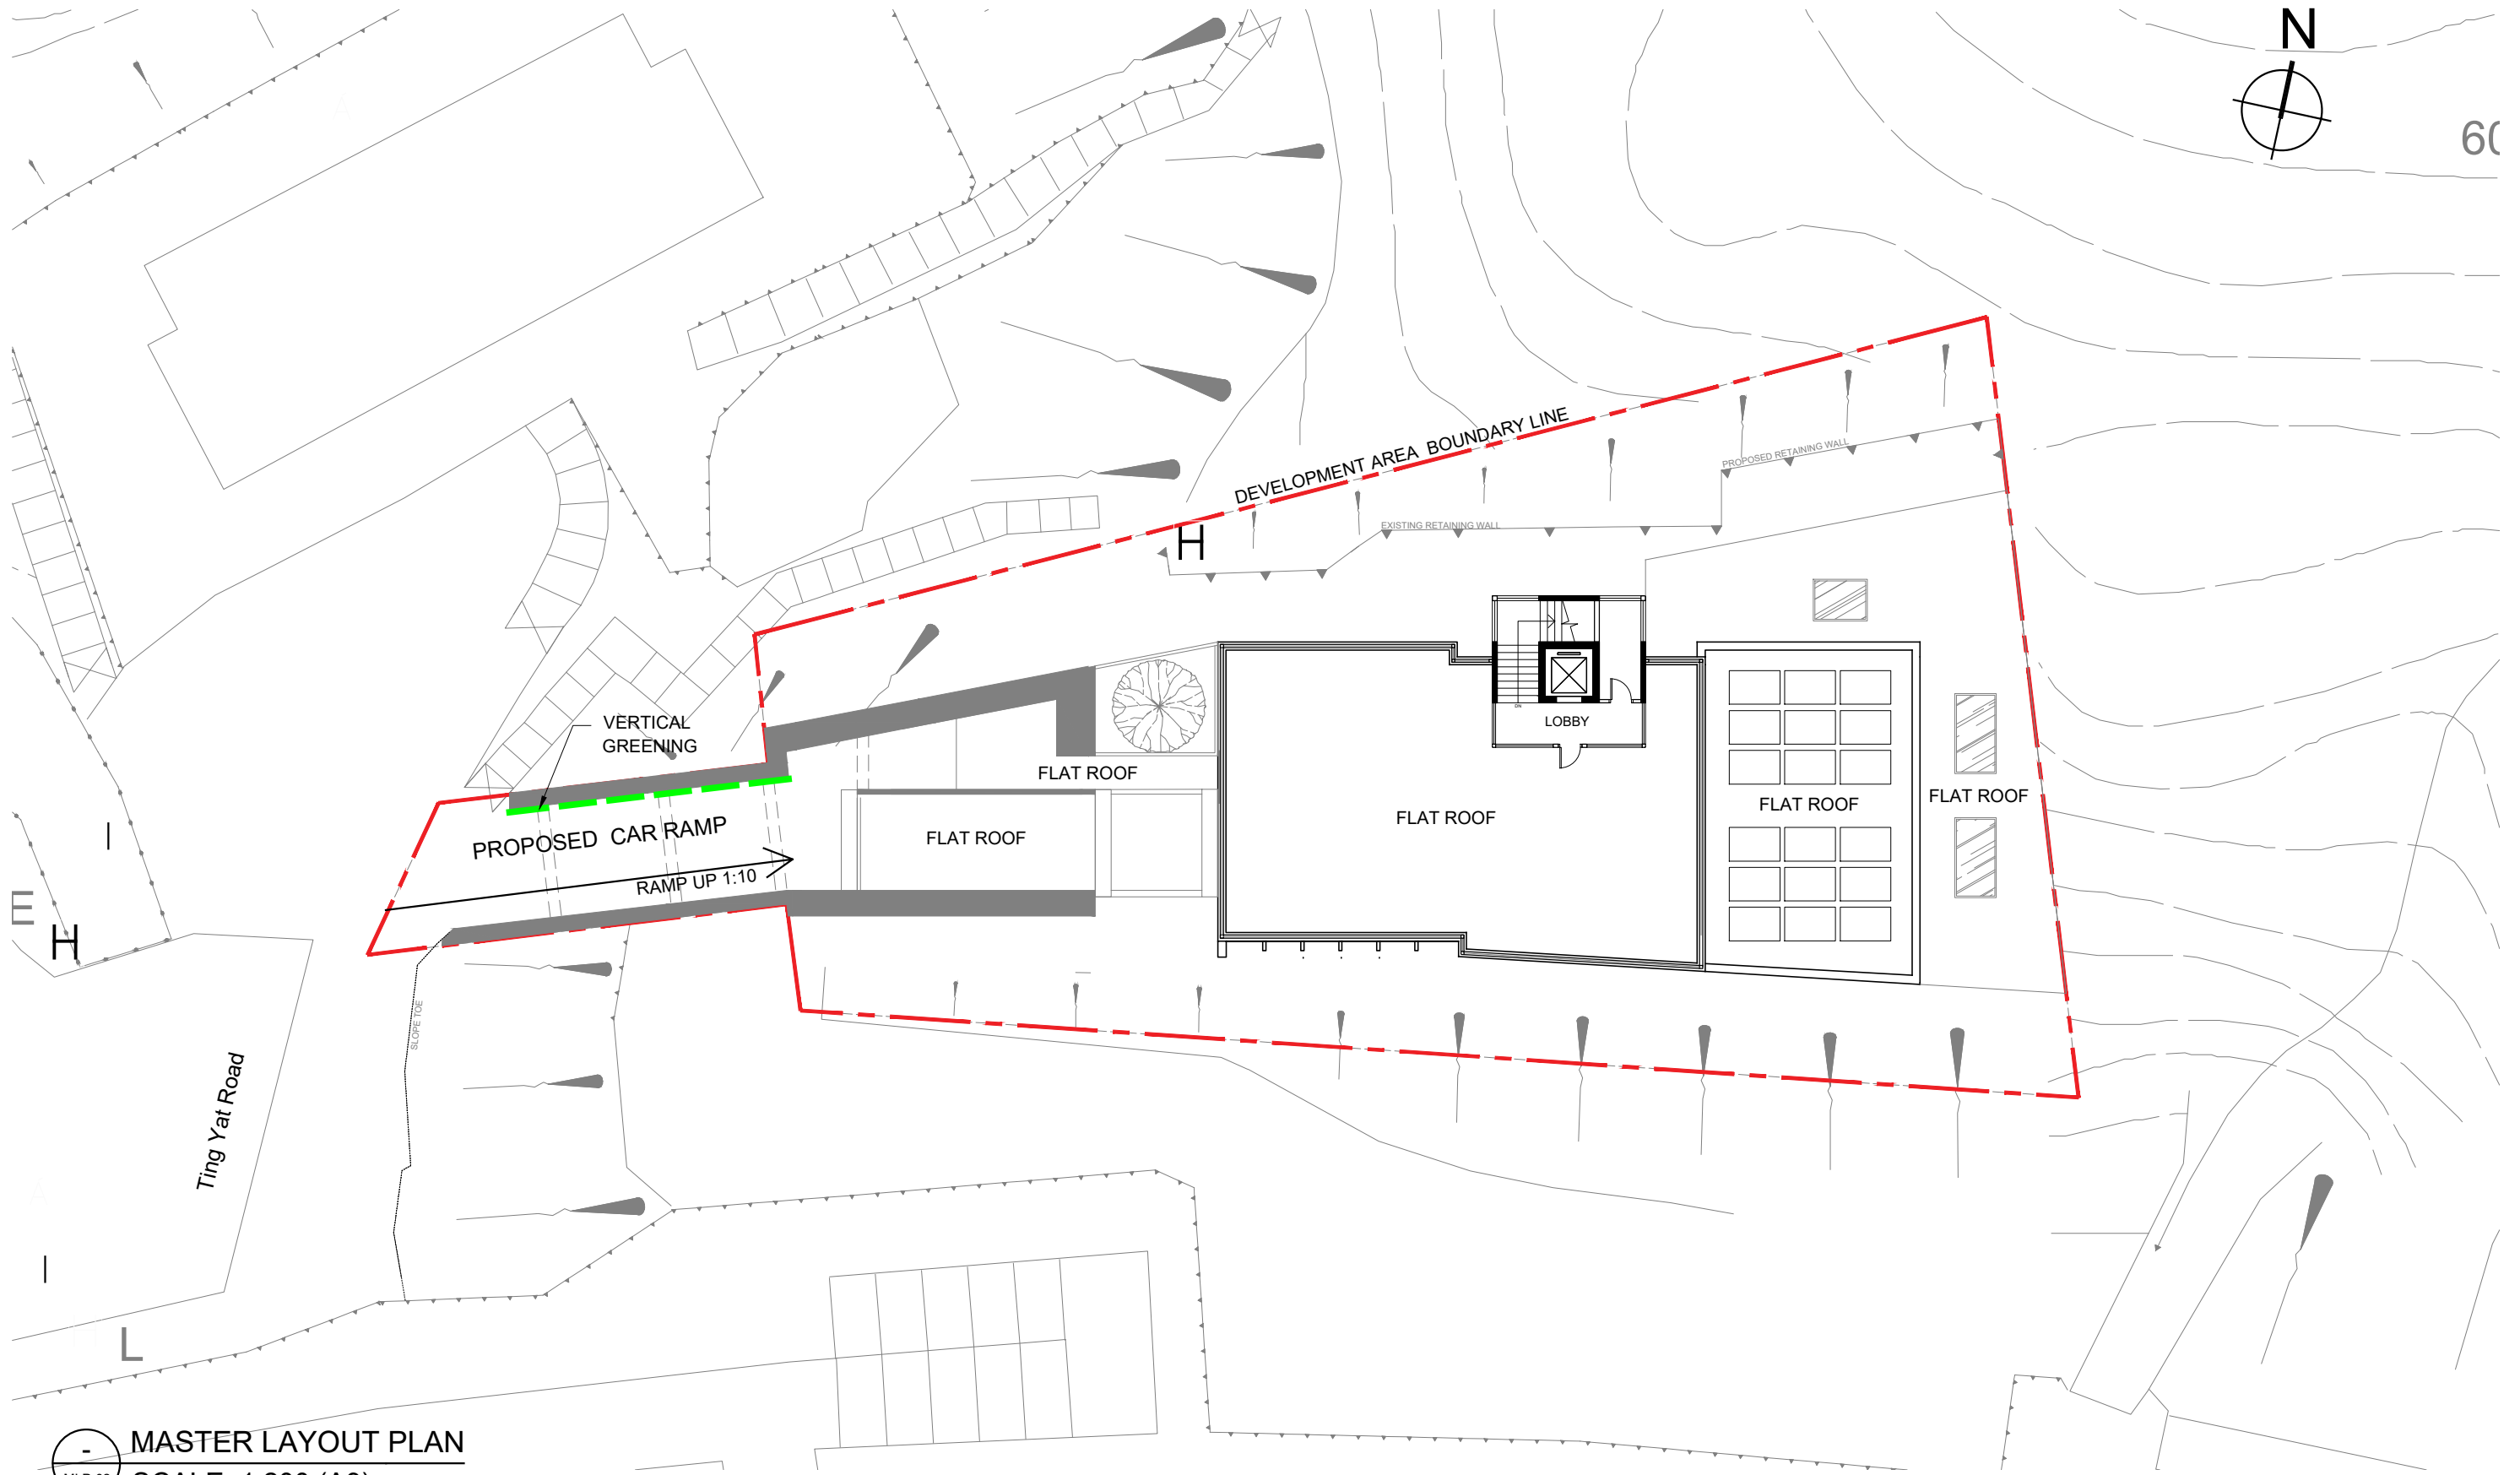 N
60
DEVELOPMENT AREA BOUNDARY LINE
PROPOSED RETAINING WALL
EXISTING RETAINING WALL
H
VERTICAL
GREENING
LOBBY
DN
FLAT ROOF
FLAT ROOF
FLAT ROOF
FLAT ROOF
FLAT ROOF
PROPOSED CAR RAMP
RAMP UP 1:10
E
H
I
SLOPE TOE
Ting Yat Road
I
L
-
MASTER LAYOUT PLAN